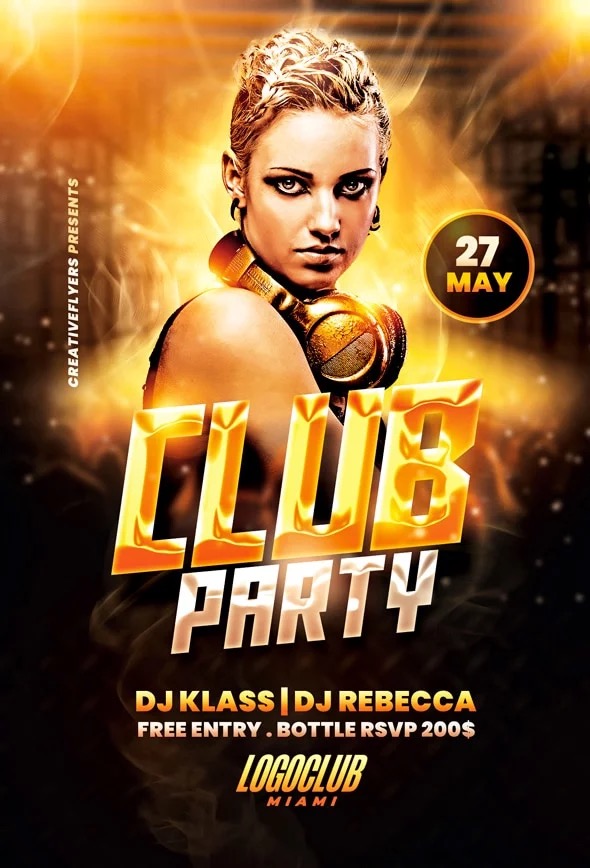 CREATIVEFLYERS PRESENTS
27
MAY
CLUB
PARTY
DJ KLASS | DJ REBECCA
FREE ENTRY . BOTTLE RSVP 200$
LOGOCLUB
MIAMI